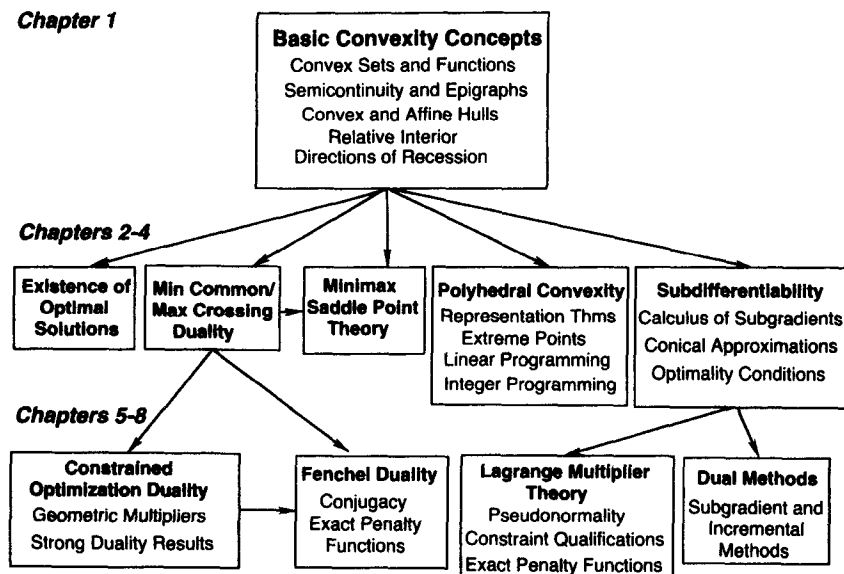 Chapter 1
Basic Convexity Concepts
Convex Sets and Functions
Semicontinuity and Epigraphs
Convex and Affine Hulls
Relative Interior
Directions of Recession
Chapters 2-4
Existence of
Optimal
Solutions
Min Common/
Max Crossing
Duality
Minimax
Saddle Point
Theory
Polyhedral Convexity
Representation Thms
Extreme Points
Linear Programming
Integer Programming
Subdifferentiability
Calculus of Subgradients
Conical Approximations
Optimality Conditions
Chapters 5-8
Constrained
Optimization Duality
Geometric Multipliers
Strong Duality Results
Fenchel Duality
Conjugacy
Exact Penalty
Functions
Lagrange Multiplier
Theory
Pseudonormality
Constraint Qualifications
Exact Penalty Functions
Dual Methods
Subgradient and
Incremental
Methods